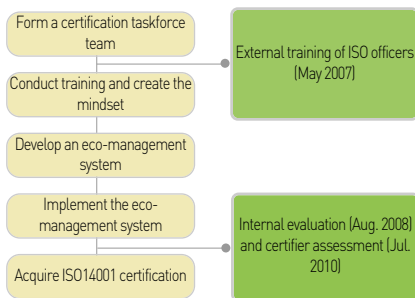 Form a certification taskforce
team
External training of ISO officers
(May 2007)
Conduct training and create the
mindset
Develop an eco-management
system
Implement the eco-
management system
Internal evaluation (Aug. 2008)
and certifier assessment (Jul.
2010)
Acquire ISO14001 certification